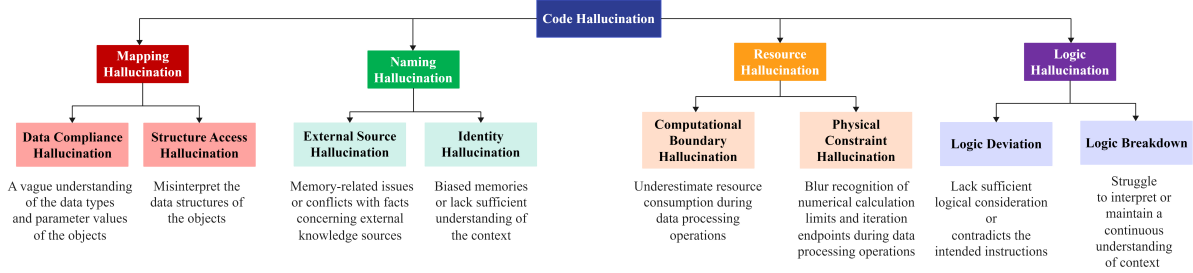 Code Hallucination
Mapping
Hallucination
Naming
Hallucination
Resource
Hallucination
Logic
Hallucination
Data Compliance
Hallucination
Structure Access
Hallucination
External Source
Hallucination
Identity
Hallucination
Computational
Boundary
Hallucination
Physical
Constraint
Hallucination
Logic Deviation
Logic Breakdown
A vague understanding
of the data types
and parameter values
of the objects
Misinterpret the
data structures of
the objects
Memory-related issues
or conflicts with facts
concerning external
knowledge sources
Biased memories
or lack sufficient
understanding of
the context
Underestimate resource
consumption during
data processing
operations
Blur recognition of
numerical calculation
limits and iteration
endpoints during data
processing operations
Lack sufficient
logical consideration
or
contradicts the
intended instructions
Struggle
to interpret or
maintain a
continuous
understanding
of context